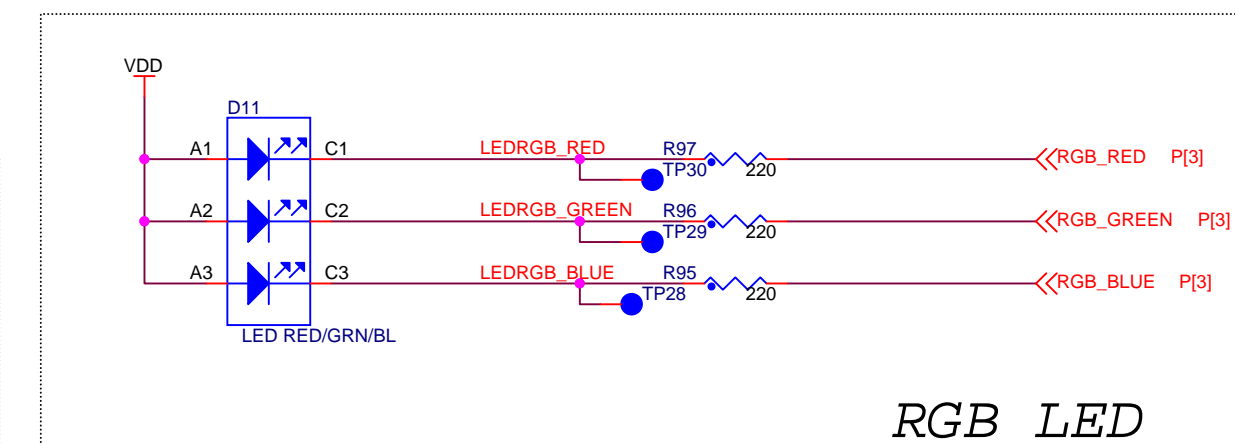 VDD
D11
A1 C1 LEDRGB_RED R97 RGB_RED P[3]
TP30 220
A2 C2 LEDRGB_GREEN R96 RGB_GREEN P[3]
TP29 220
A3 C3 LEDRGB_BLUE R95 RGB_BLUE P[3]
TP28 220
LED RED/GRN/BL
RGB LED